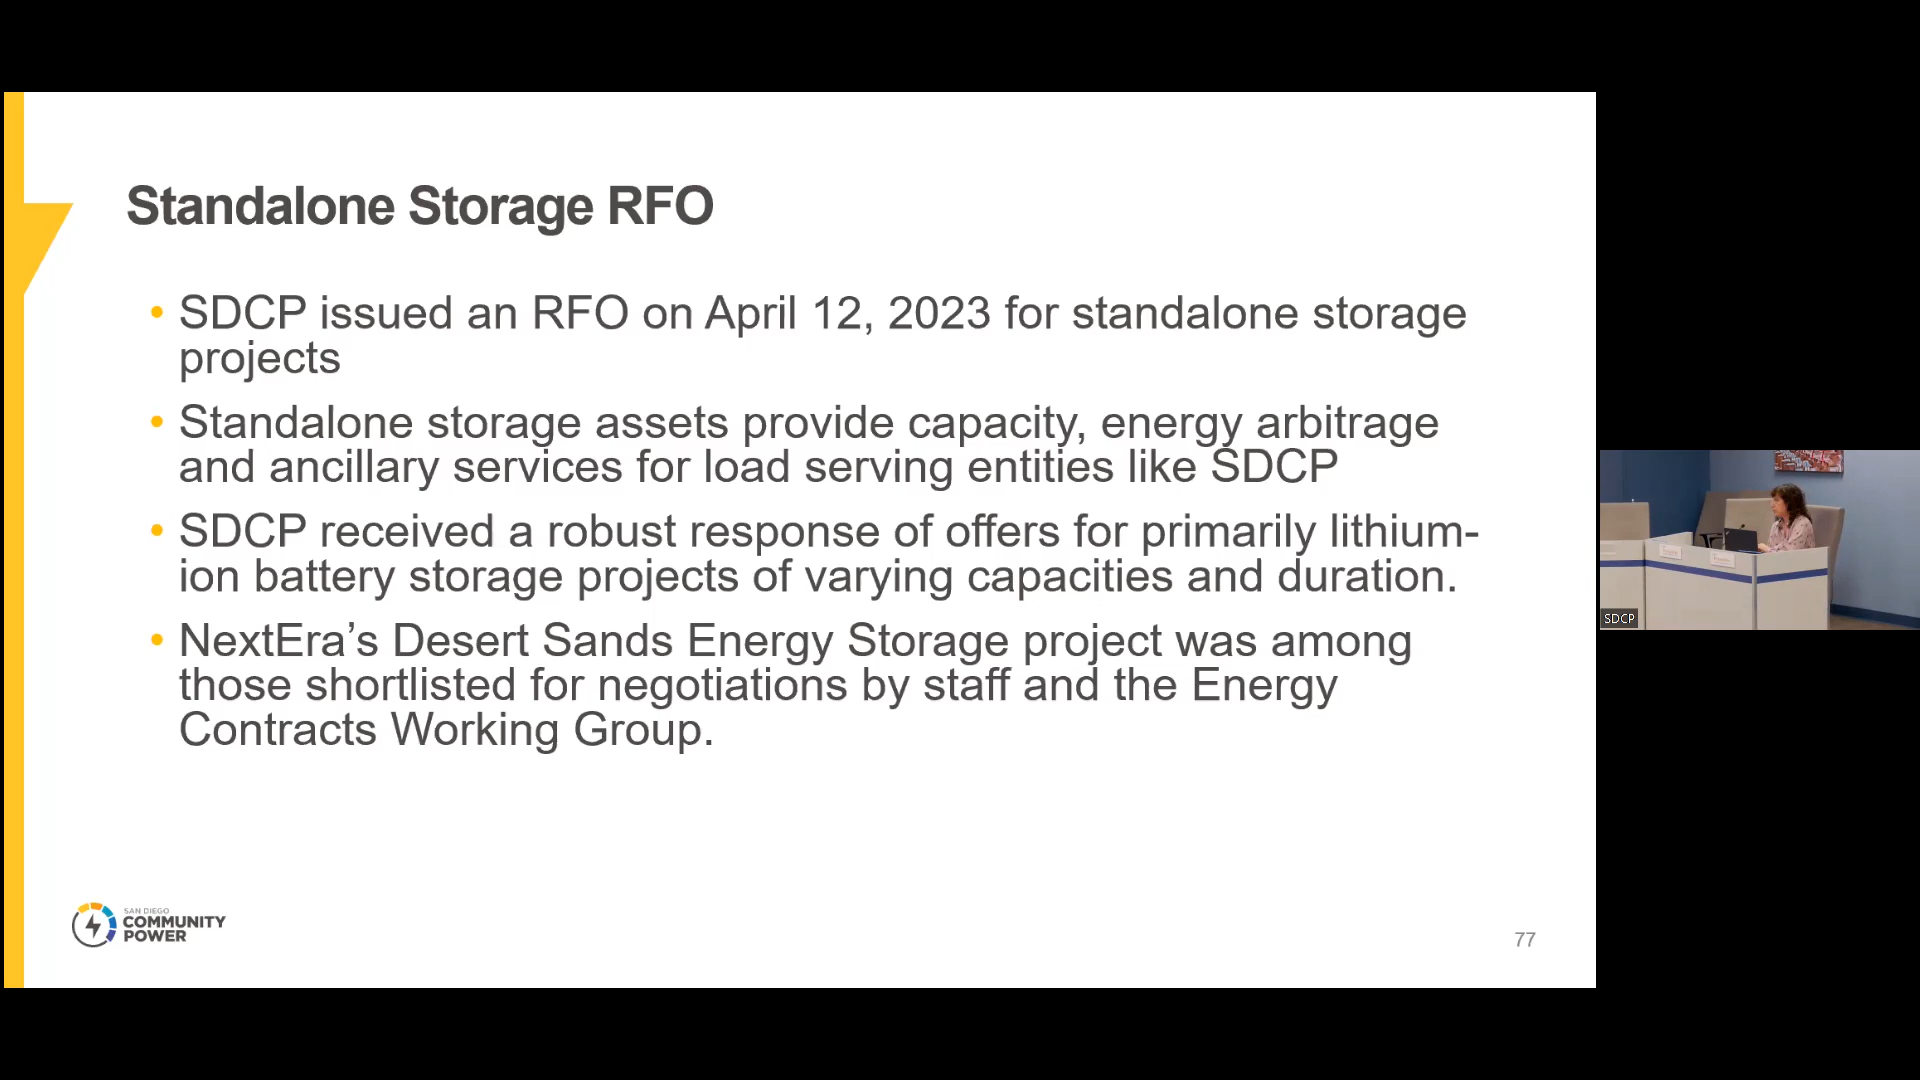 Standalone Storage RFO
• SDCP issued an RFO on April 12, 2023 for standalone storage
projects
• Standalone storage assets provide capacity, energy arbitrage
and ancillary services for load serving entities like SDCP
• SDCP received a robust response of offers for primarily lithium-
ion battery storage projects of varying capacities and duration.
• NextEra’s Desert Sands Energy Storage project was among
those shortlisted for negotiations by staff and the Energy
Contracts Working Group.
SAN DIEGO
COMMUNITY
POWER
77
SDCP